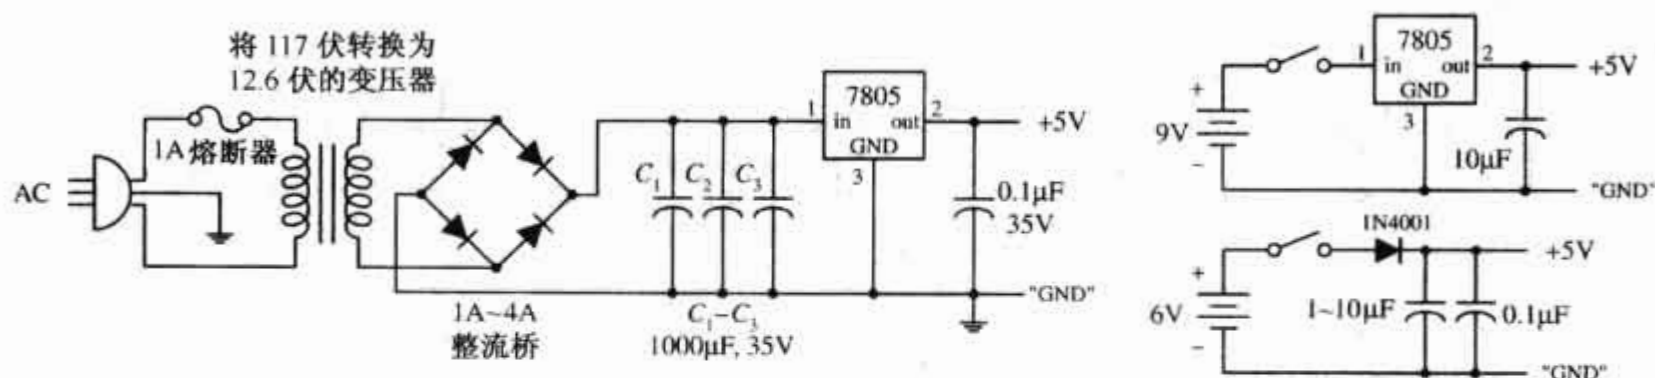 将 117 伏转换为
12.6 伏的变压器
1A熔断器
AC
1A~4A
整流桥
C₁ C₂ C₃
C₁–C₃
1000μF, 35V
7805
1 in out 2
GND
3
+5V
0.1μF
35V
"GND"
7805
1 in out 2
GND
3
+5V
+
9V
−
10μF
"GND"
1N4001
+5V
+
6V
−
1~10μF
0.1μF
"GND"